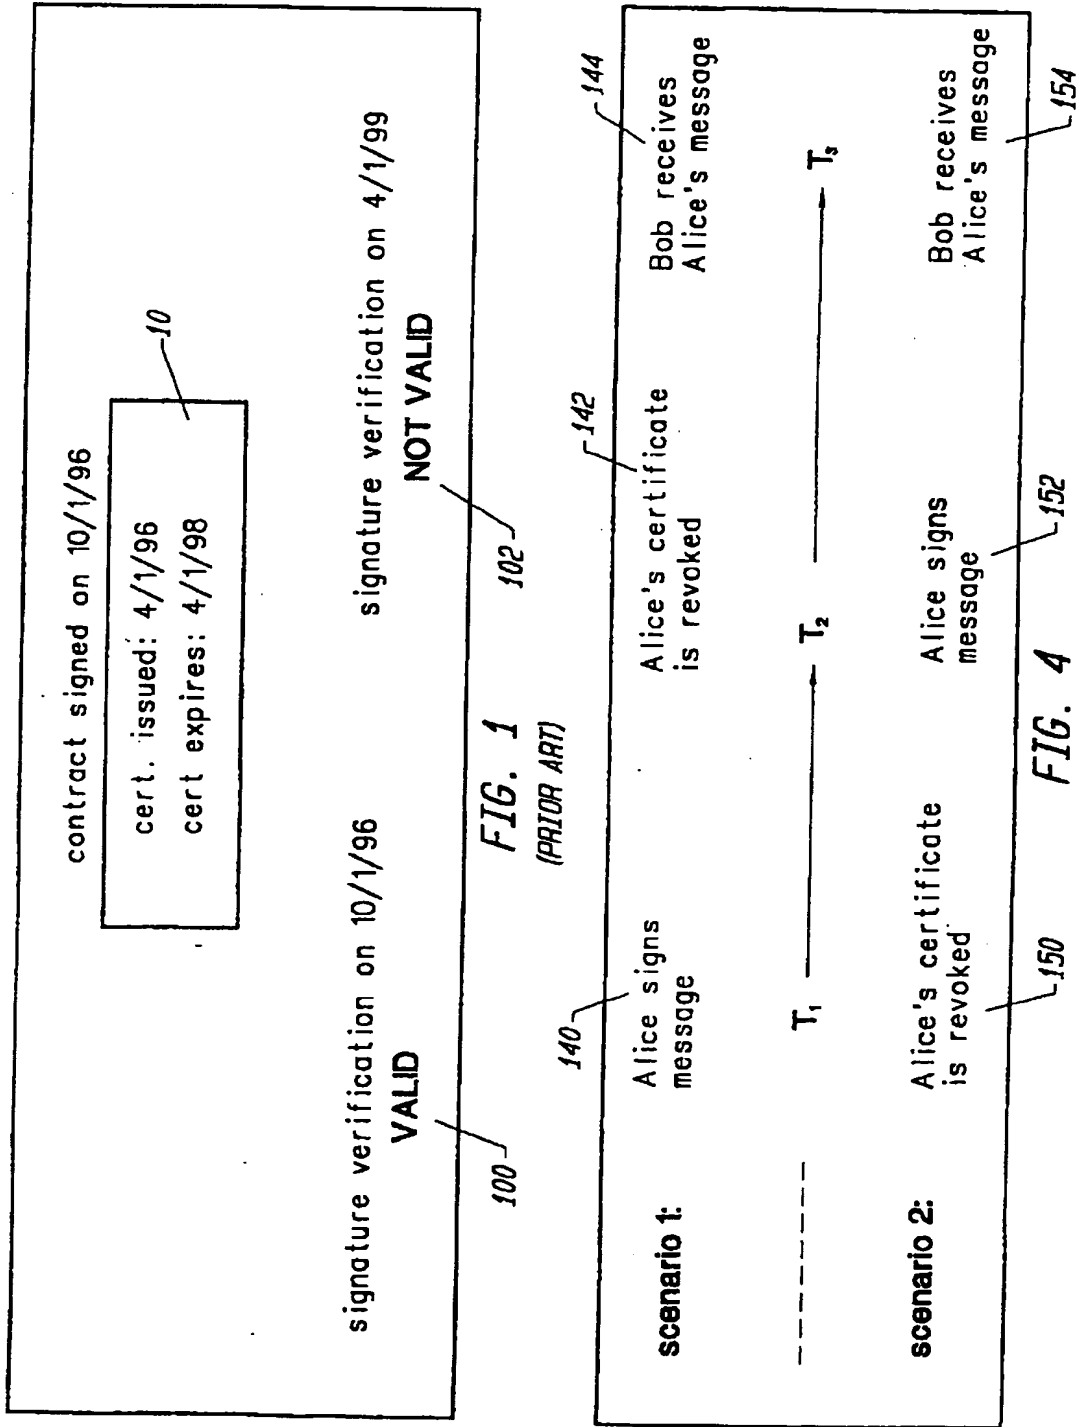 contract signed on 10/1/96
10
cert. issued: 4/1/96
cert expires: 4/1/98
signature verification on 10/1/96
VALID
signature verification on 4/1/99
NOT VALID
100
102
FIG. 1
(PRIOR ART)
140
142
144
scenario 1:
Alice signs
message
Alice's certificate
is revoked
Bob receives
Alice's message
T₁
T₂
T₃
scenario 2:
Alice's certificate
is revoked
Alice signs
message
Bob receives
Alice's message
150
152
154
FIG. 4